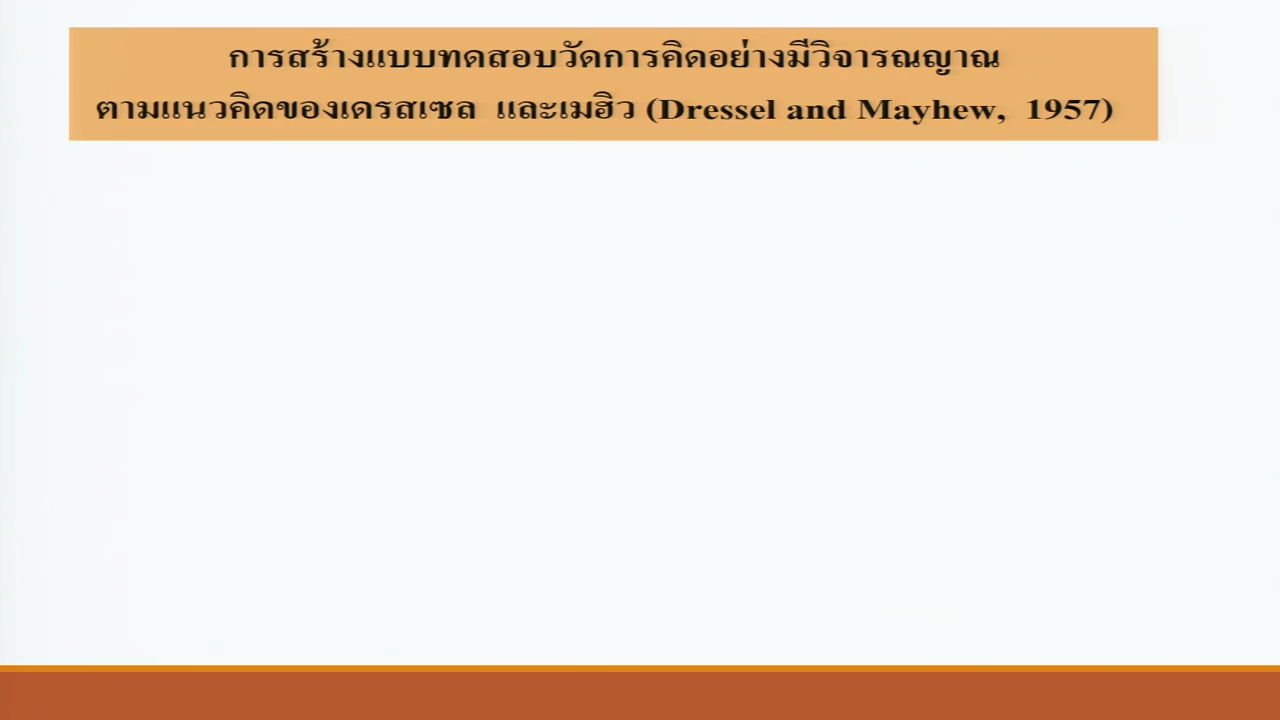 การสร้างแบบทดสอบวัดการคิดอย่างมีวิจารณญาณ
ตามแนวคิดของเดรสเซล และเมฮิว (Dressel and Mayhew, 1957)